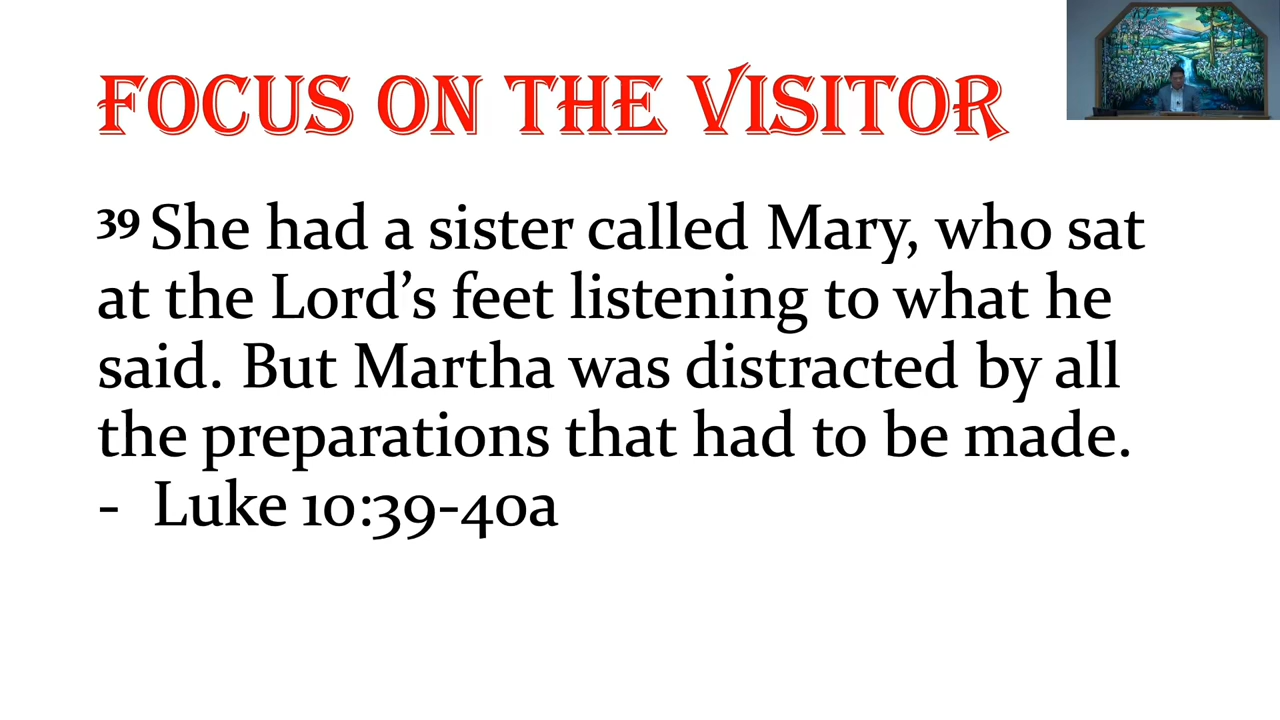 FOCUS ON THE VISITOR
39 She had a sister called Mary, who sat
at the Lord’s feet listening to what he
said. But Martha was distracted by all
the preparations that had to be made.
- Luke 10:39-40a